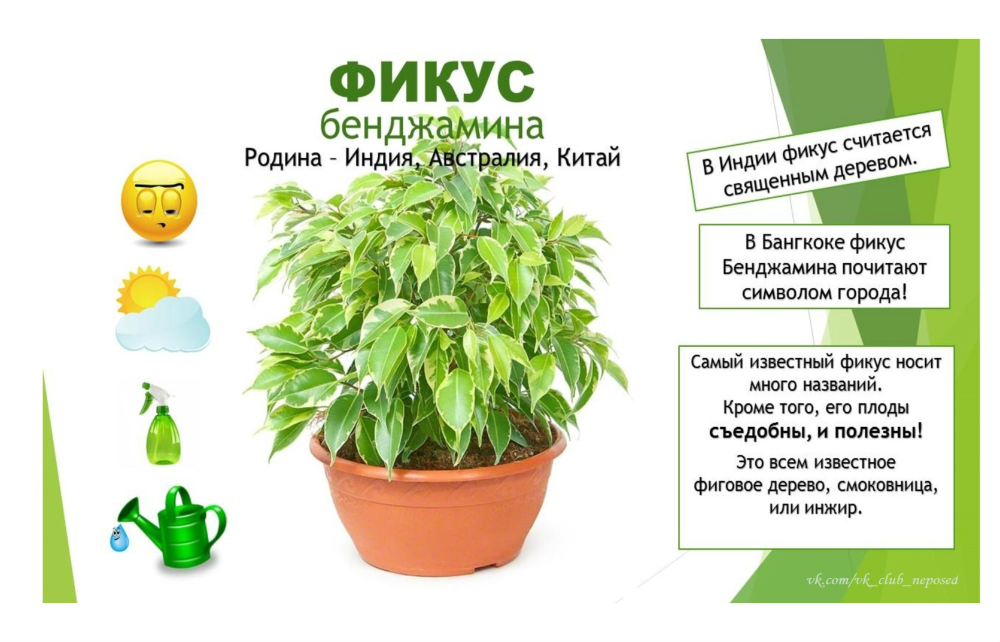 ФИКУС
бенджамина
Родина – Индия, Австралия, Китай
В Индии фикус считается
священным деревом.
В Бангкоке фикус
Бенджамина почитают
символом города!
Самый известный фикус носит
много названий.
Кроме того, его плоды
съедобны, и полезны!
Это всем известное
фиговое дерево, смоковница,
или инжир.
vk.com/vk_club_neposed